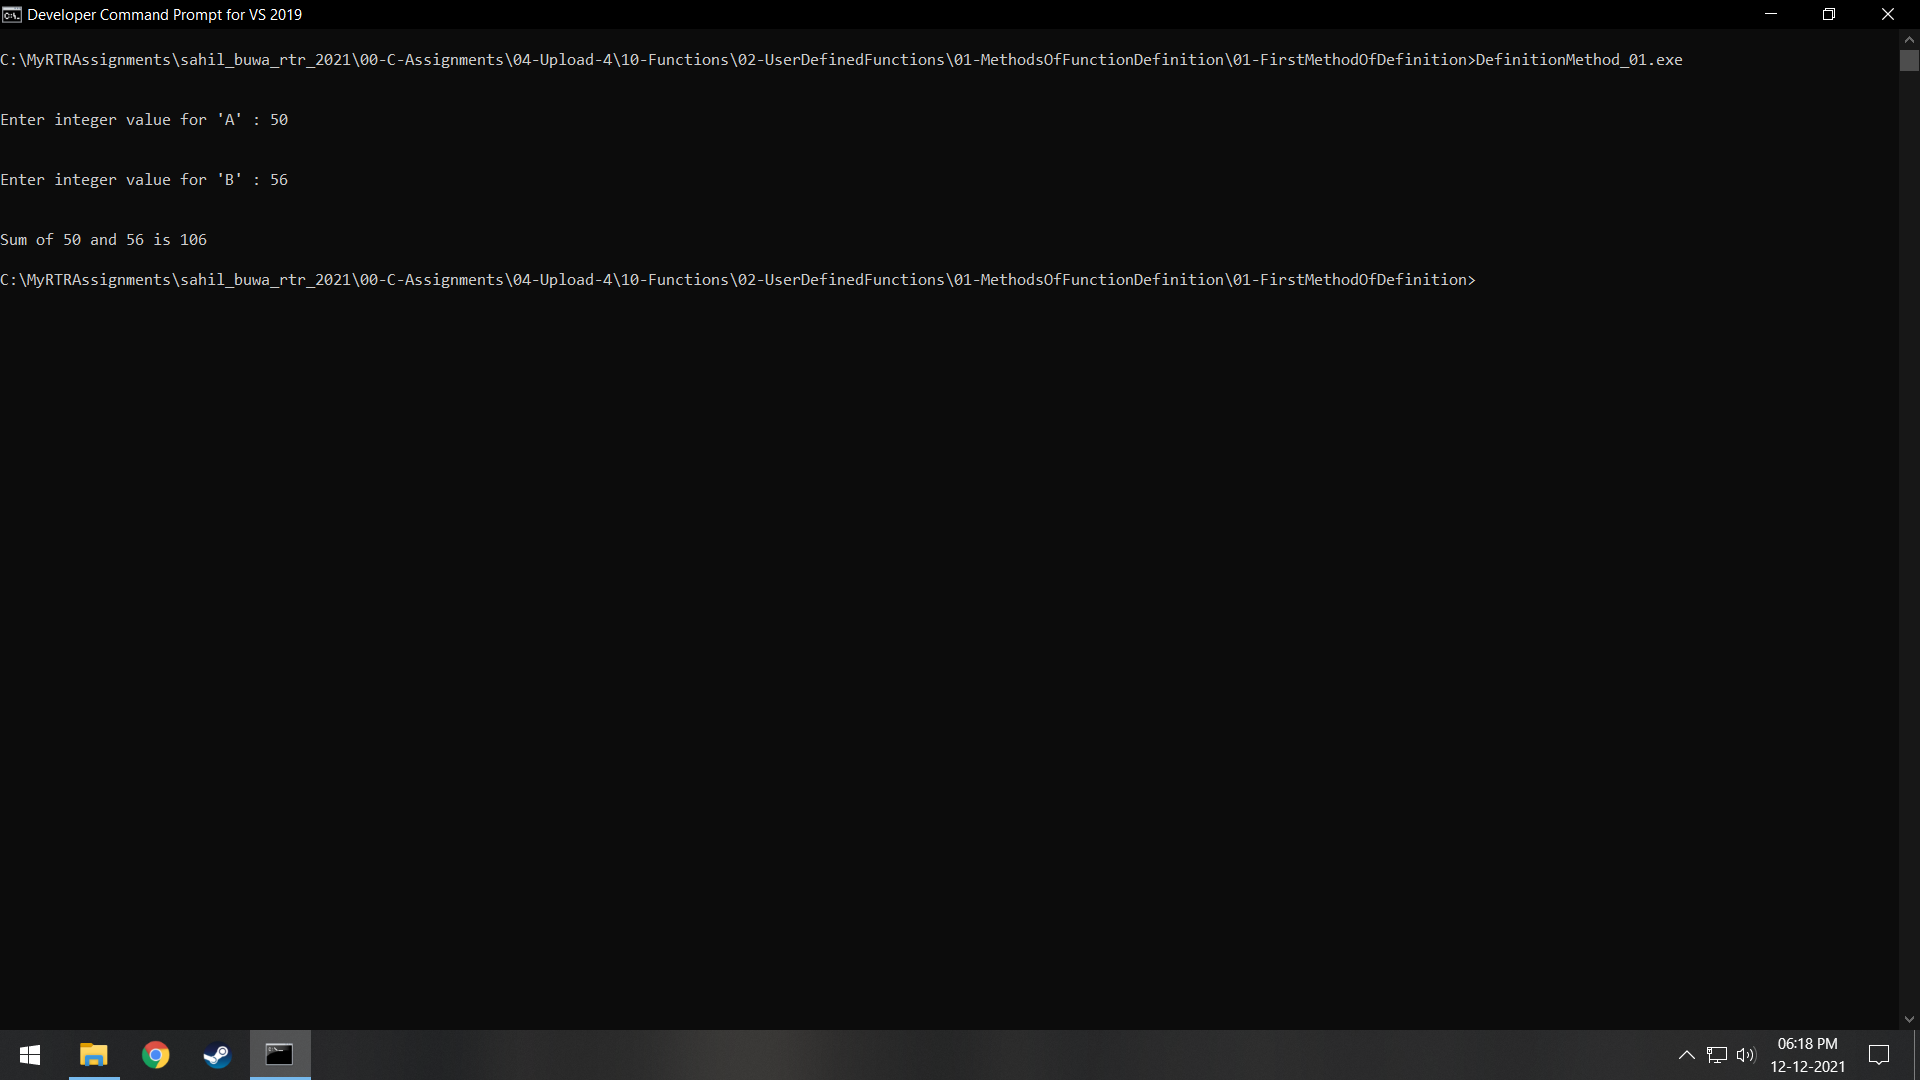 Developer Command Prompt for VS 2019
C:\MyRTRAssignments\sahil_buwa_rtr_2021\00-C-Assignments\04-Upload-4\10-Functions\02-UserDefinedFunctions\01-MethodsOfFunctionDefinition\01-FirstMethodOfDefinition>DefinitionMethod_01.exe
Enter integer value for 'A' : 50
Enter integer value for 'B' : 56
Sum of 50 and 56 is 106
C:\MyRTRAssignments\sahil_buwa_rtr_2021\00-C-Assignments\04-Upload-4\10-Functions\02-UserDefinedFunctions\01-MethodsOfFunctionDefinition\01-FirstMethodOfDefinition>
06:18 PM
12-12-2021